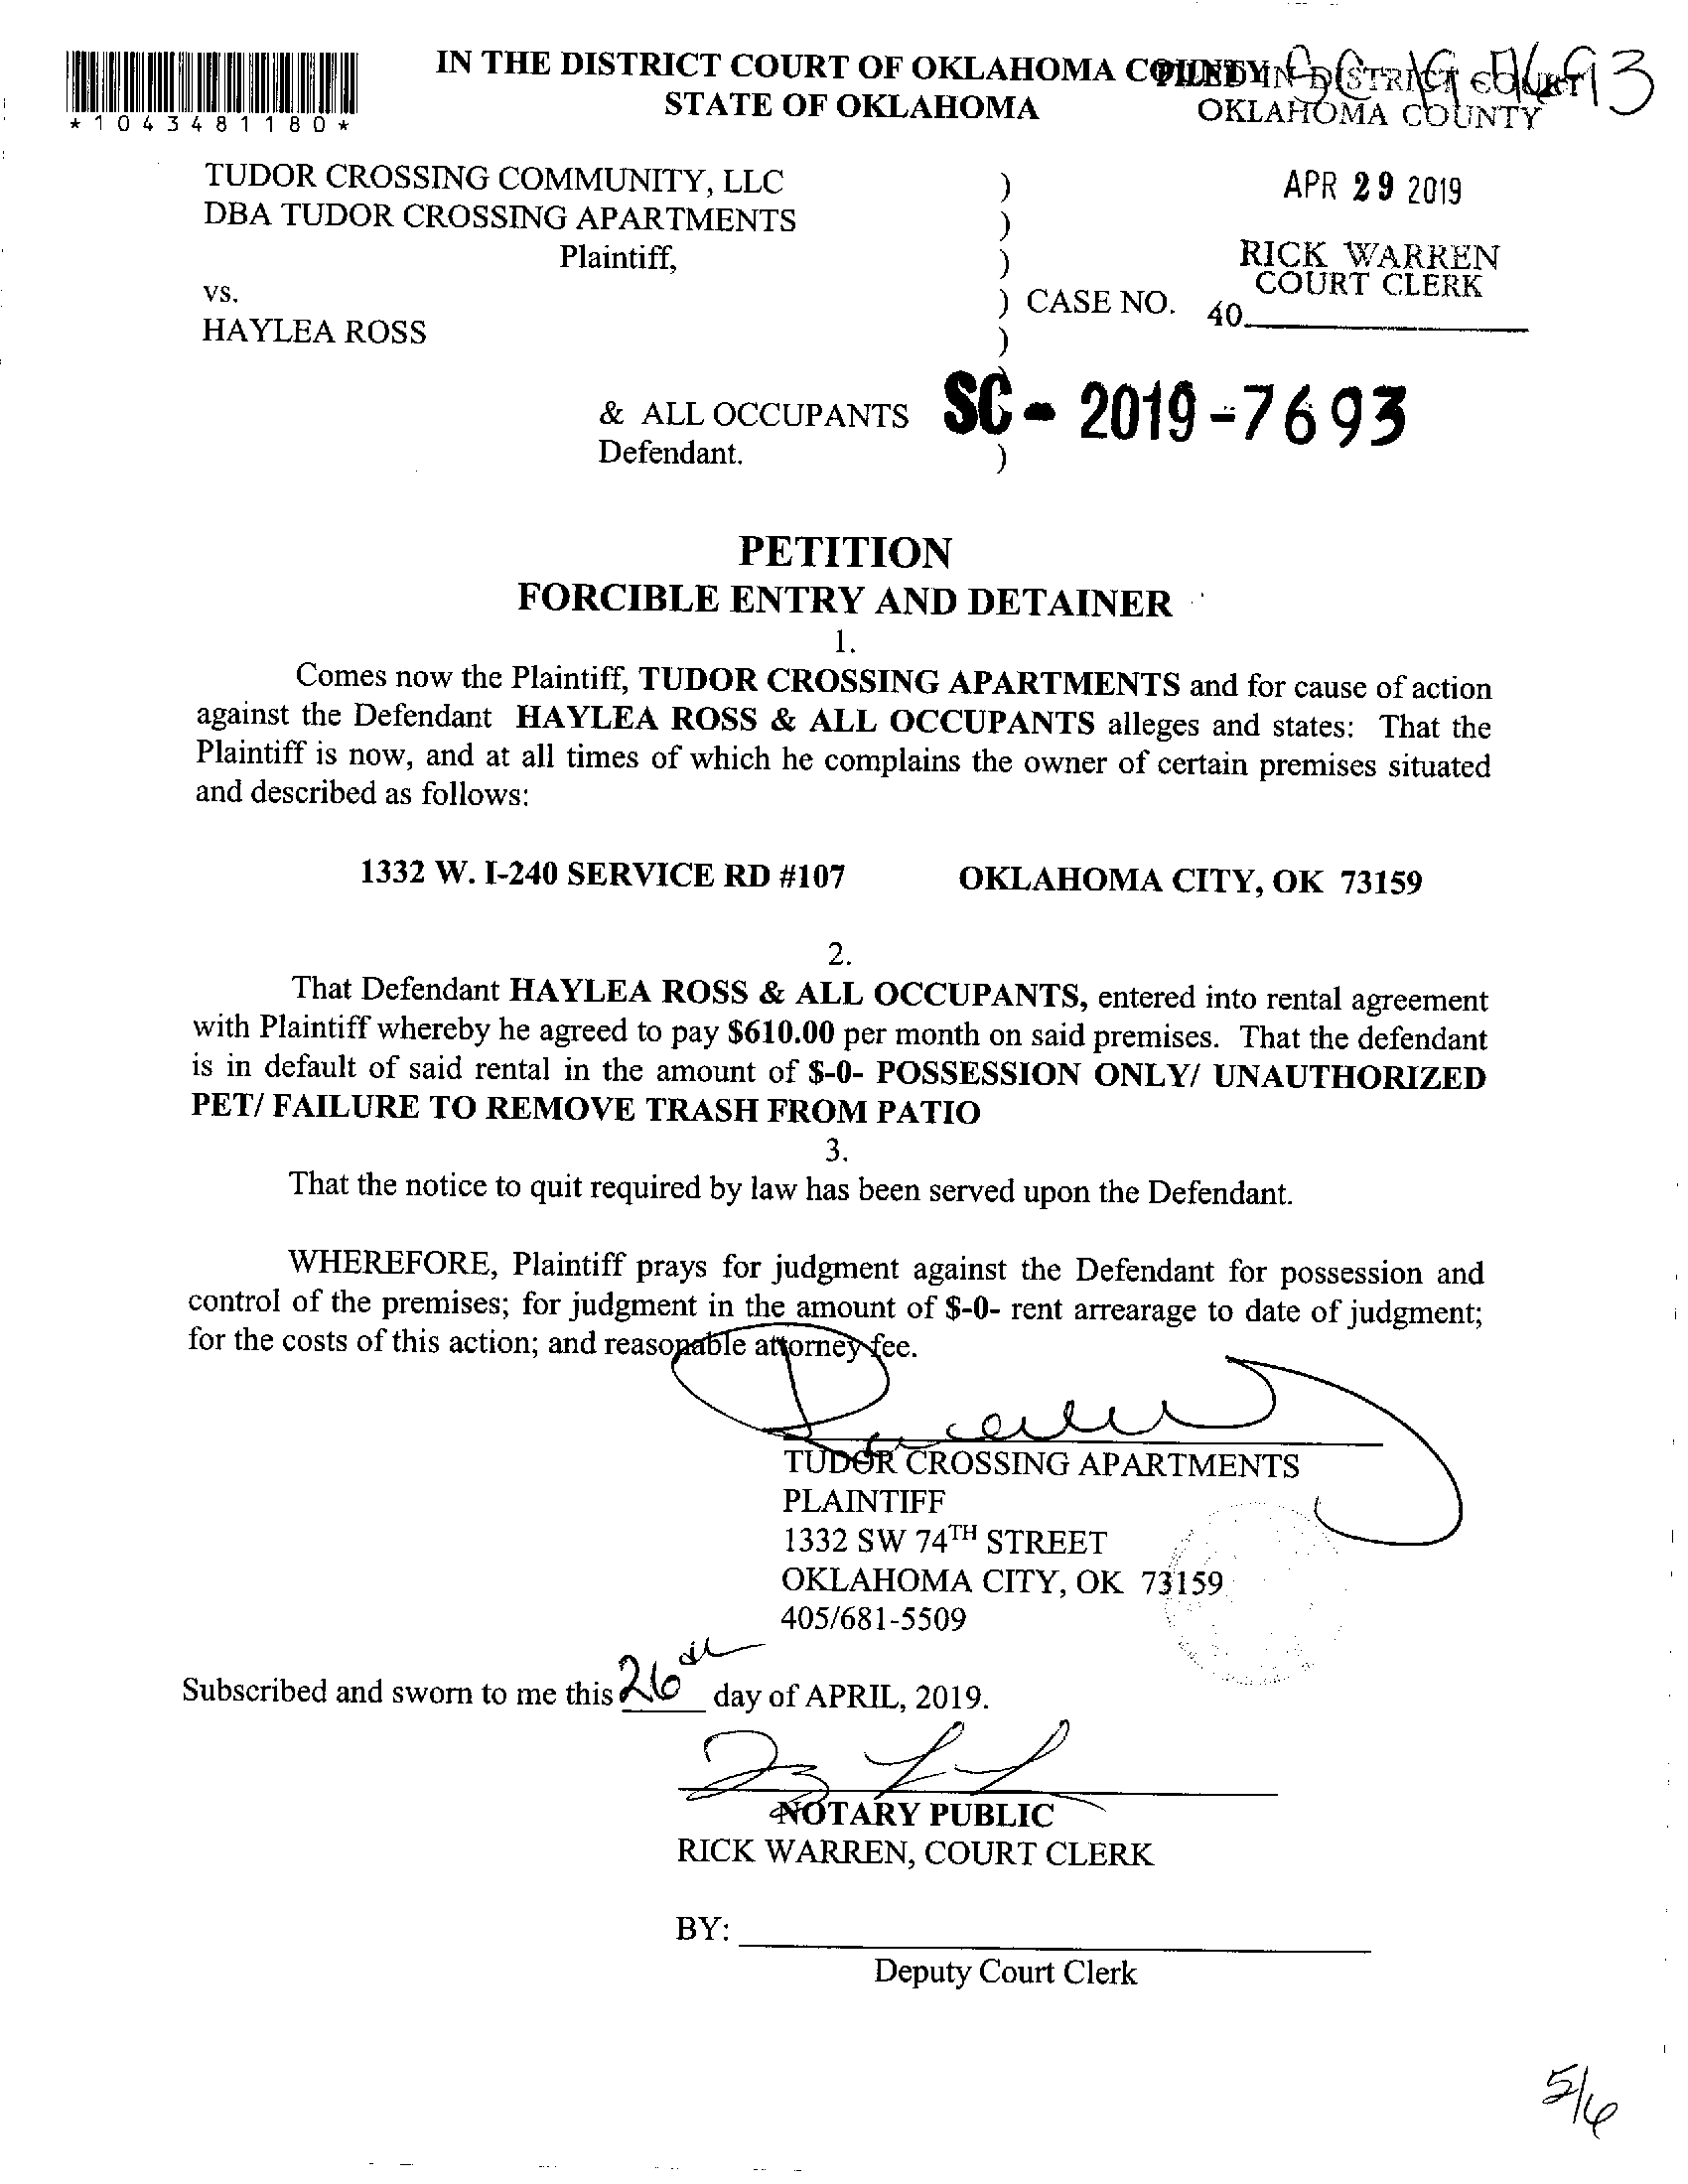 IN THE DISTRICT COURT OF OKLAHOMA COUNTY
STATE OF OKLAHOMA
FILED IN DISTRICT COURT
OKLAHOMA COUNTY
SC 19 7693
*1043481180*
APR 29 2019
RICK WARREN
COURT CLERK
40
TUDOR CROSSING COMMUNITY, LLC )
DBA TUDOR CROSSING APARTMENTS )
Plaintiff, )
vs. ) CASE NO.
HAYLEA ROSS )
& ALL OCCUPANTS )
SC - 2019 - 7693
Defendant. )
PETITION
FORCIBLE ENTRY AND DETAINER
1.
Comes now the Plaintiff, TUDOR CROSSING APARTMENTS and for cause of action
against the Defendant HAYLEA ROSS & ALL OCCUPANTS alleges and states: That the
Plaintiff is now, and at all times of which he complains the owner of certain premises situated
and described as follows:
1332 W. I-240 SERVICE RD #107 OKLAHOMA CITY, OK 73159
2.
That Defendant HAYLEA ROSS & ALL OCCUPANTS, entered into rental agreement
with Plaintiff whereby he agreed to pay $610.00 per month on said premises. That the defendant
is in default of said rental in the amount of $-0- POSSESSION ONLY/ UNAUTHORIZED
PET/ FAILURE TO REMOVE TRASH FROM PATIO
3.
That the notice to quit required by law has been served upon the Defendant.
WHEREFORE, Plaintiff prays for judgment against the Defendant for possession and
control of the premises; for judgment in the amount of $-0- rent arrearage to date of judgment;
for the costs of this action; and reasonable attorney fee.
TUDOR CROSSING APARTMENTS
PLAINTIFF
1332 SW 74TH STREET
OKLAHOMA CITY, OK 73159
405/681-5509
Subscribed and sworn to me this 26th day of APRIL, 2019.
NOTARY PUBLIC
RICK WARREN, COURT CLERK
BY:
Deputy Court Clerk
5/6